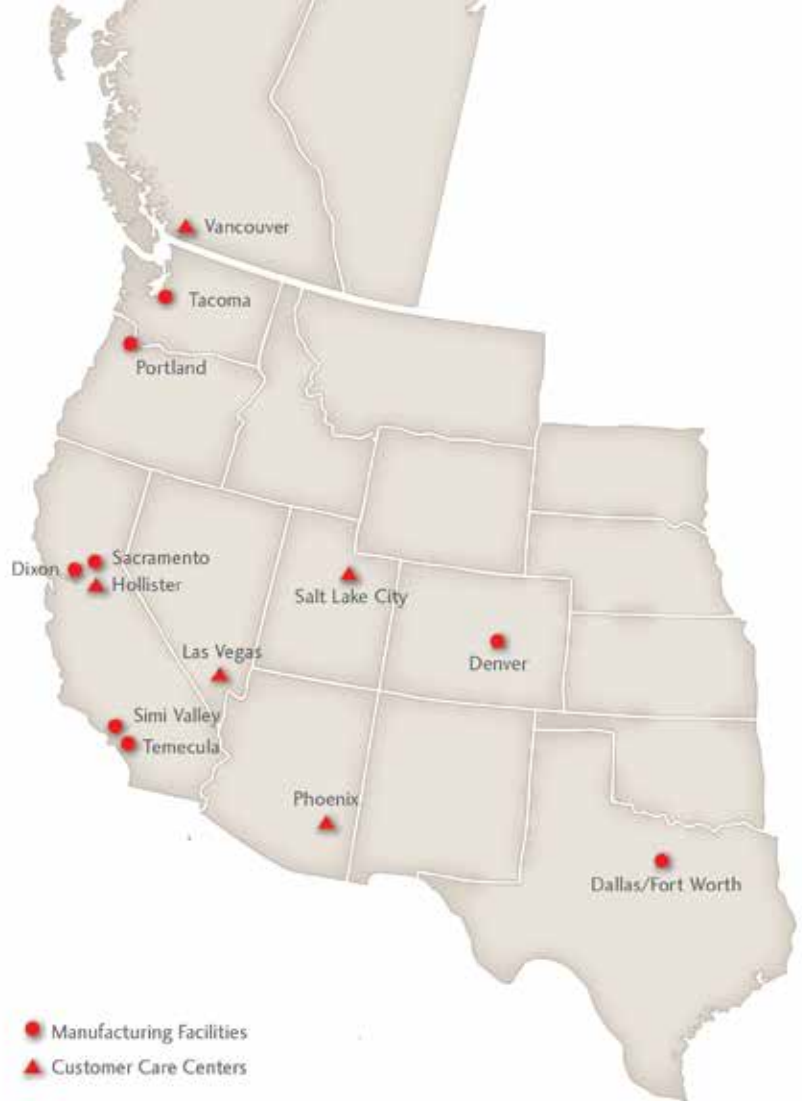 Vancouver
Tacoma
Portland
Sacramento
Dixon
Hollister
Salt Lake City
Las Vegas
Denver
Simi Valley
Temecula
Phoenix
Dallas/Fort Worth
Manufacturing Facilities
Customer Care Centers